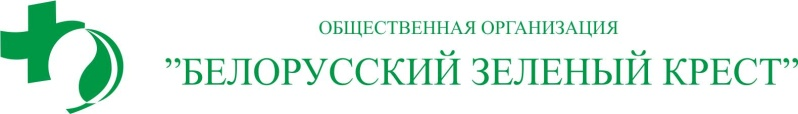 ОБЩЕСТВЕННАЯ ОРГАНИЗАЦИЯ
”БЕЛОРУССКИЙ ЗЕЛЕНЫЙ КРЕСТ”